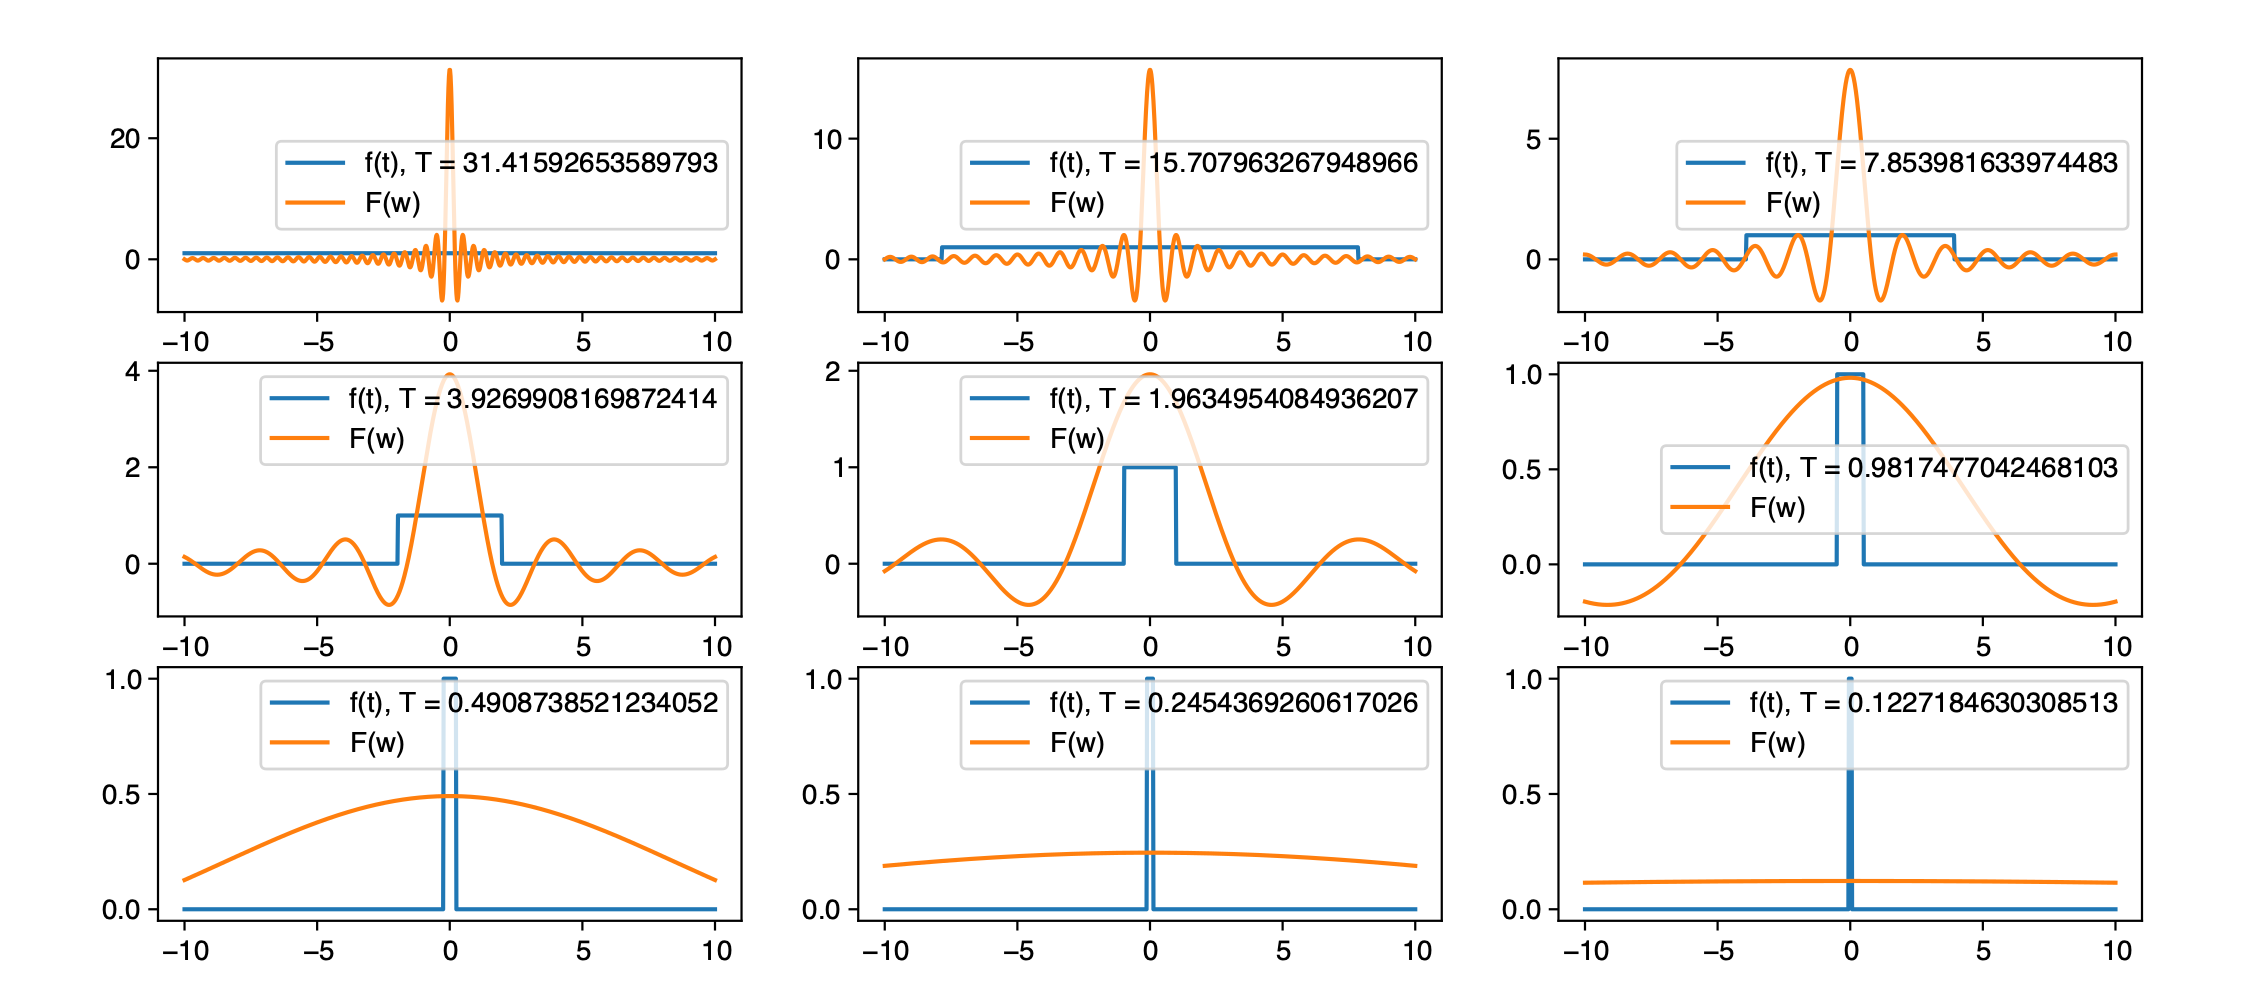 20
0
f(t), T = 31.41592653589793
F(w)
−10 −5 0 5 10
10
0
f(t), T = 15.707963267948966
F(w)
−10 −5 0 5 10
5
0
f(t), T = 7.853981633974483
F(w)
−10 −5 0 5 10
4
2
0
f(t), T = 3.9269908169872414
F(w)
−10 −5 0 5 10
2
1
0
f(t), T = 1.9634954084936207
F(w)
−10 −5 0 5 10
1.0
0.5
0.0
f(t), T = 0.9817477042468103
F(w)
−10 −5 0 5 10
1.0
0.5
0.0
f(t), T = 0.4908738521234052
F(w)
−10 −5 0 5 10
1.0
0.5
0.0
f(t), T = 0.2454369260617026
F(w)
−10 −5 0 5 10
1.0
0.5
0.0
f(t), T = 0.1227184630308513
F(w)
−10 −5 0 5 10